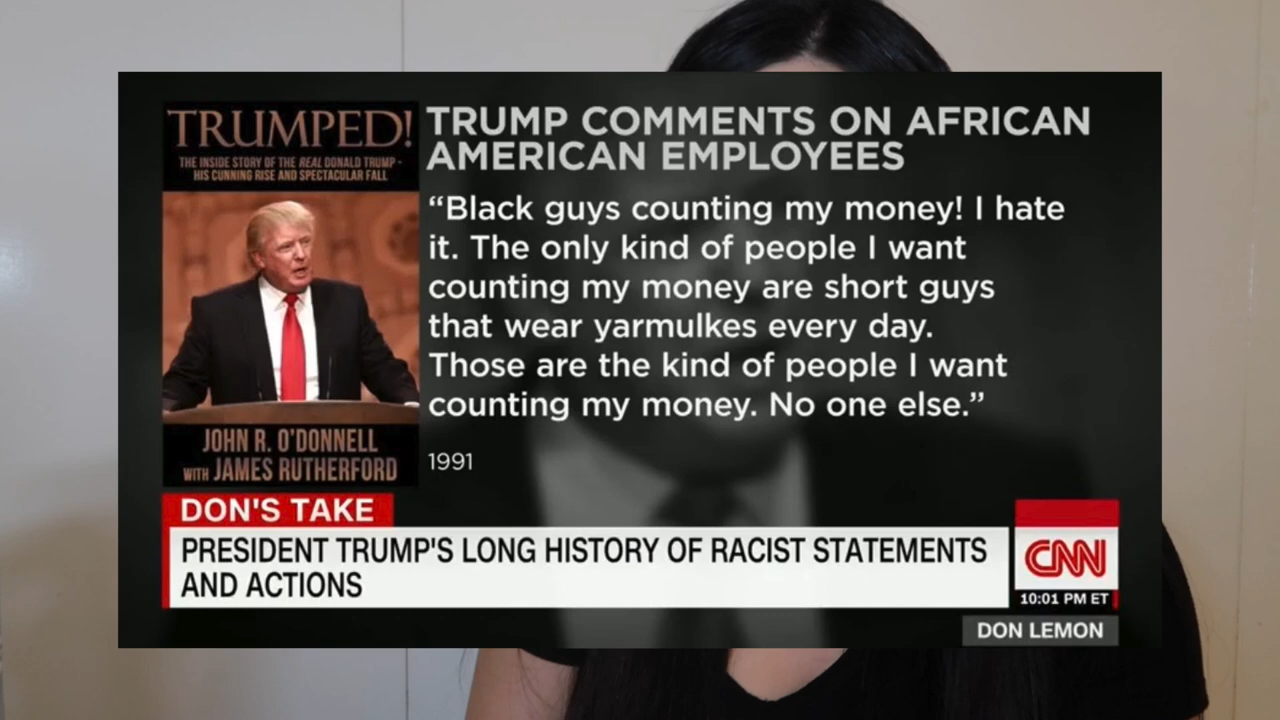 TRUMPED!
THE INSIDE STORY OF THE REAL DONALD TRUMP -
HIS CUNNING RISE AND SPECTACULAR FALL
JOHN R. O'DONNELL
WITH JAMES RUTHERFORD
TRUMP COMMENTS ON AFRICAN
AMERICAN EMPLOYEES
“Black guys counting my money! I hate
it. The only kind of people I want
counting my money are short guys
that wear yarmulkes every day.
Those are the kind of people I want
counting my money. No one else.”
1991
DON'S TAKE
PRESIDENT TRUMP'S LONG HISTORY OF RACIST STATEMENTS
AND ACTIONS
CNN
10:01 PM ET
DON LEMON